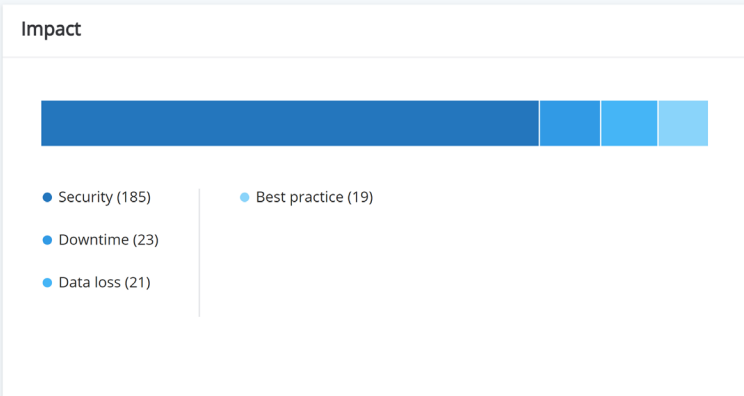 Impact
Security (185)
Downtime (23)
Data loss (21)
Best practice (19)